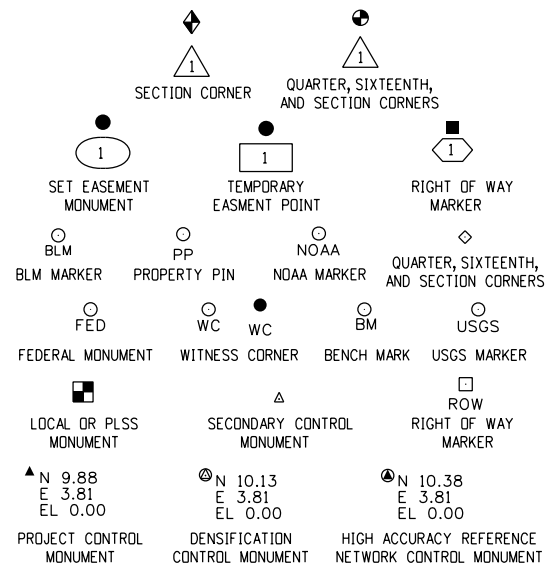 1
SECTION CORNER
1
QUARTER, SIXTEENTH,
AND SECTION CORNERS
1
SET EASEMENT
MONUMENT
1
TEMPORARY
EASMENT POINT
1
RIGHT OF WAY
MARKER
BLM
BLM MARKER
PP
PROPERTY PIN
NOAA
NOAA MARKER
QUARTER, SIXTEENTH,
AND SECTION CORNERS
FED
FEDERAL MONUMENT
WC WC
WITNESS CORNER
BM
BENCH MARK
USGS
USGS MARKER
LOCAL OR PLSS
MONUMENT
SECONDARY CONTROL
MONUMENT
ROW
RIGHT OF WAY
MARKER
N 9.88
E 3.81
EL 0.00
PROJECT CONTROL
MONUMENT
N 10.13
E 3.81
EL 0.00
DENSIFICATION
CONTROL MONUMENT
N 10.38
E 3.81
EL 0.00
HIGH ACCURACY REFERENCE
NETWORK CONTROL MONUMENT